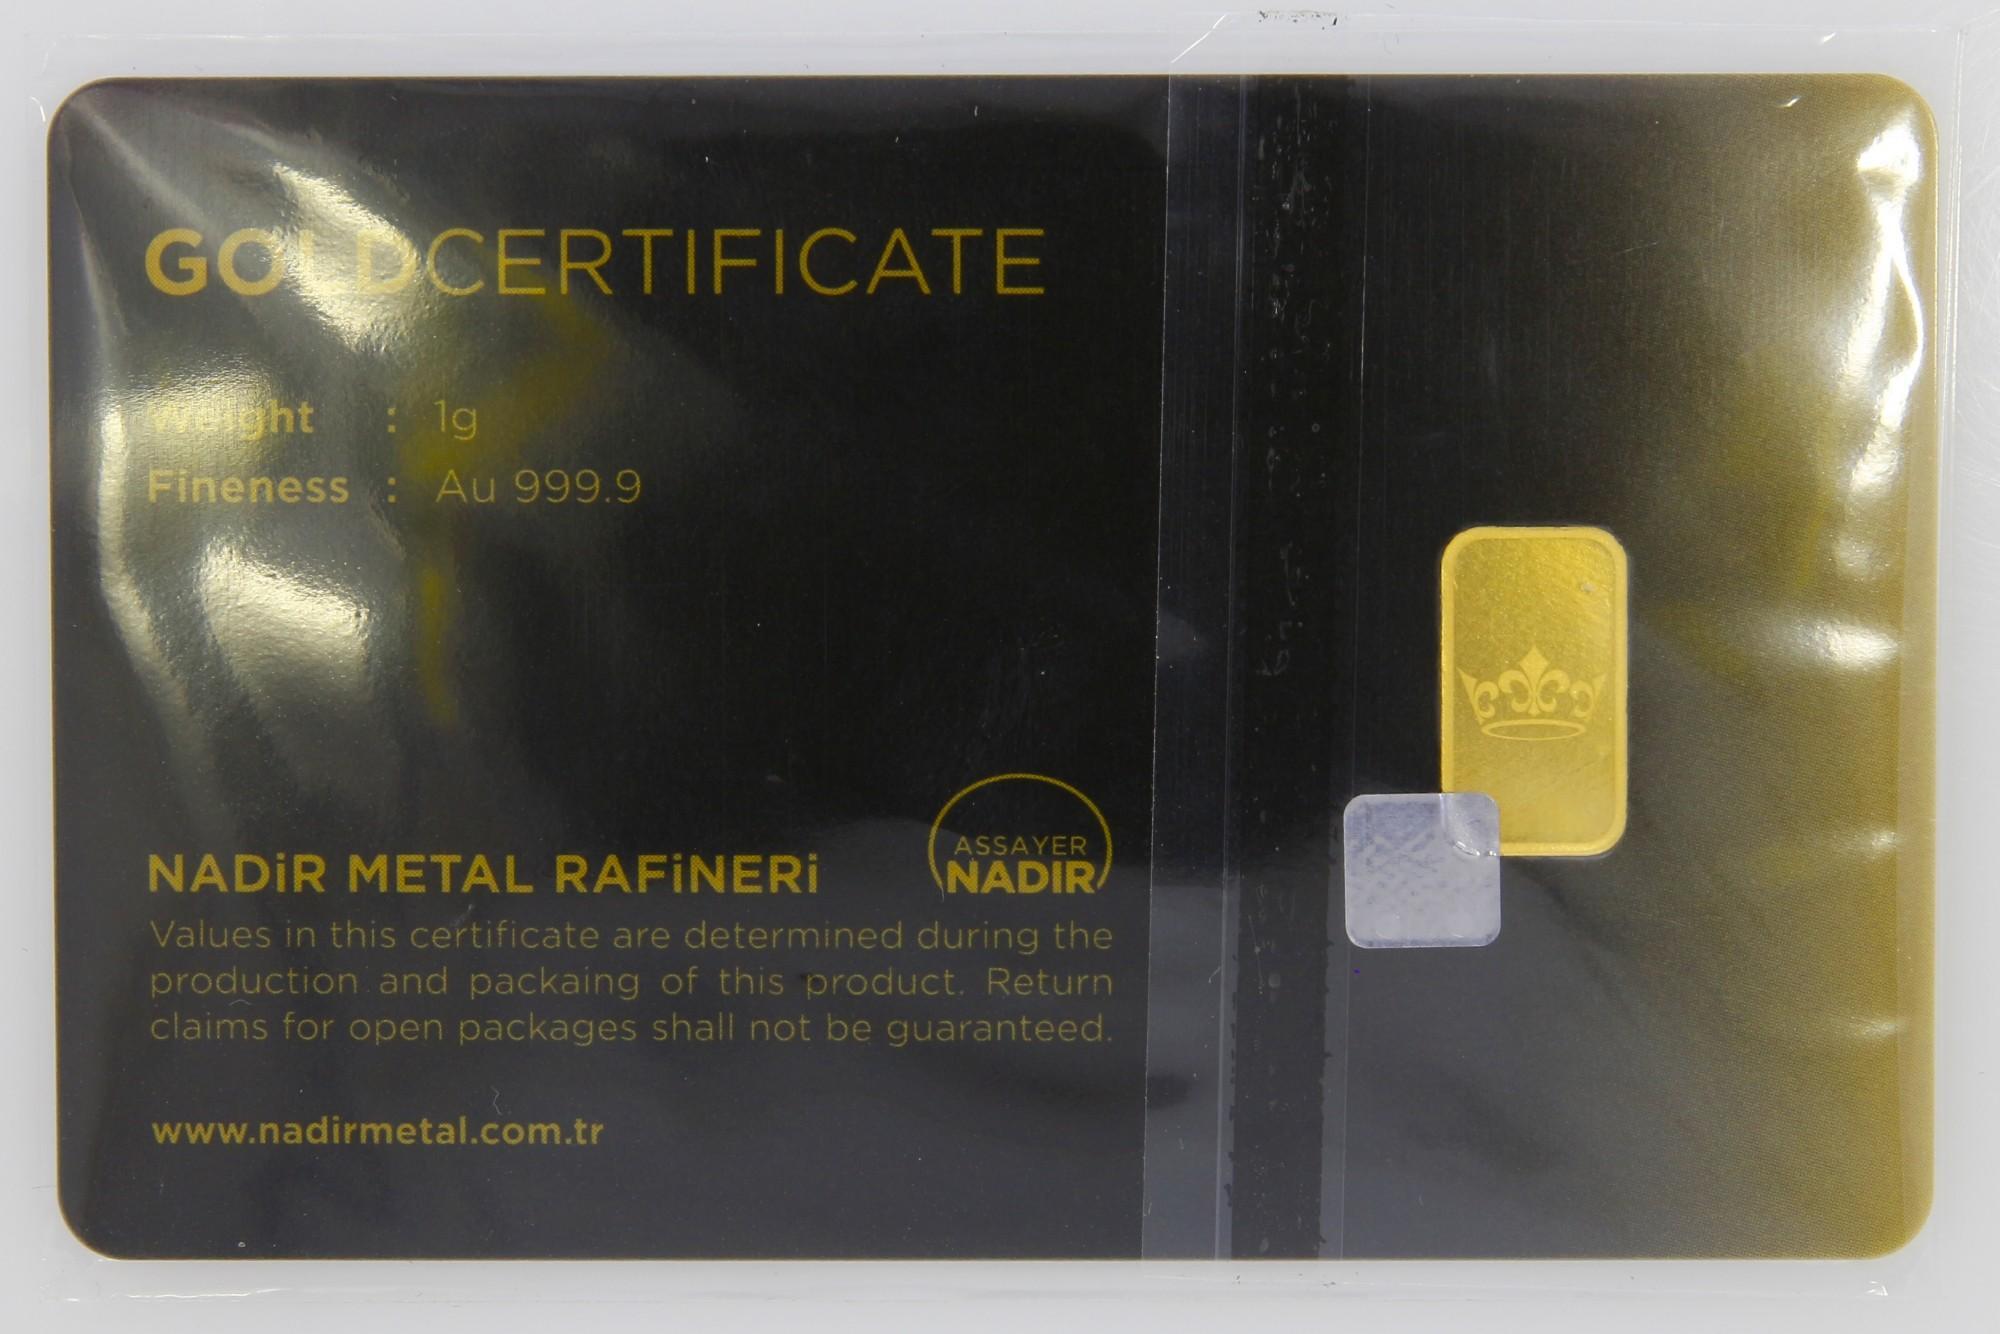 GOLDCERTIFICATE
Weight : 1g
Fineness : Au 999.9
NADiR METAL RAFiNERi
ASSAYER
NADIR
Values in this certificate are determined during the
production and packaing of this product. Return
claims for open packages shall not be guaranteed.
www.nadirmetal.com.tr